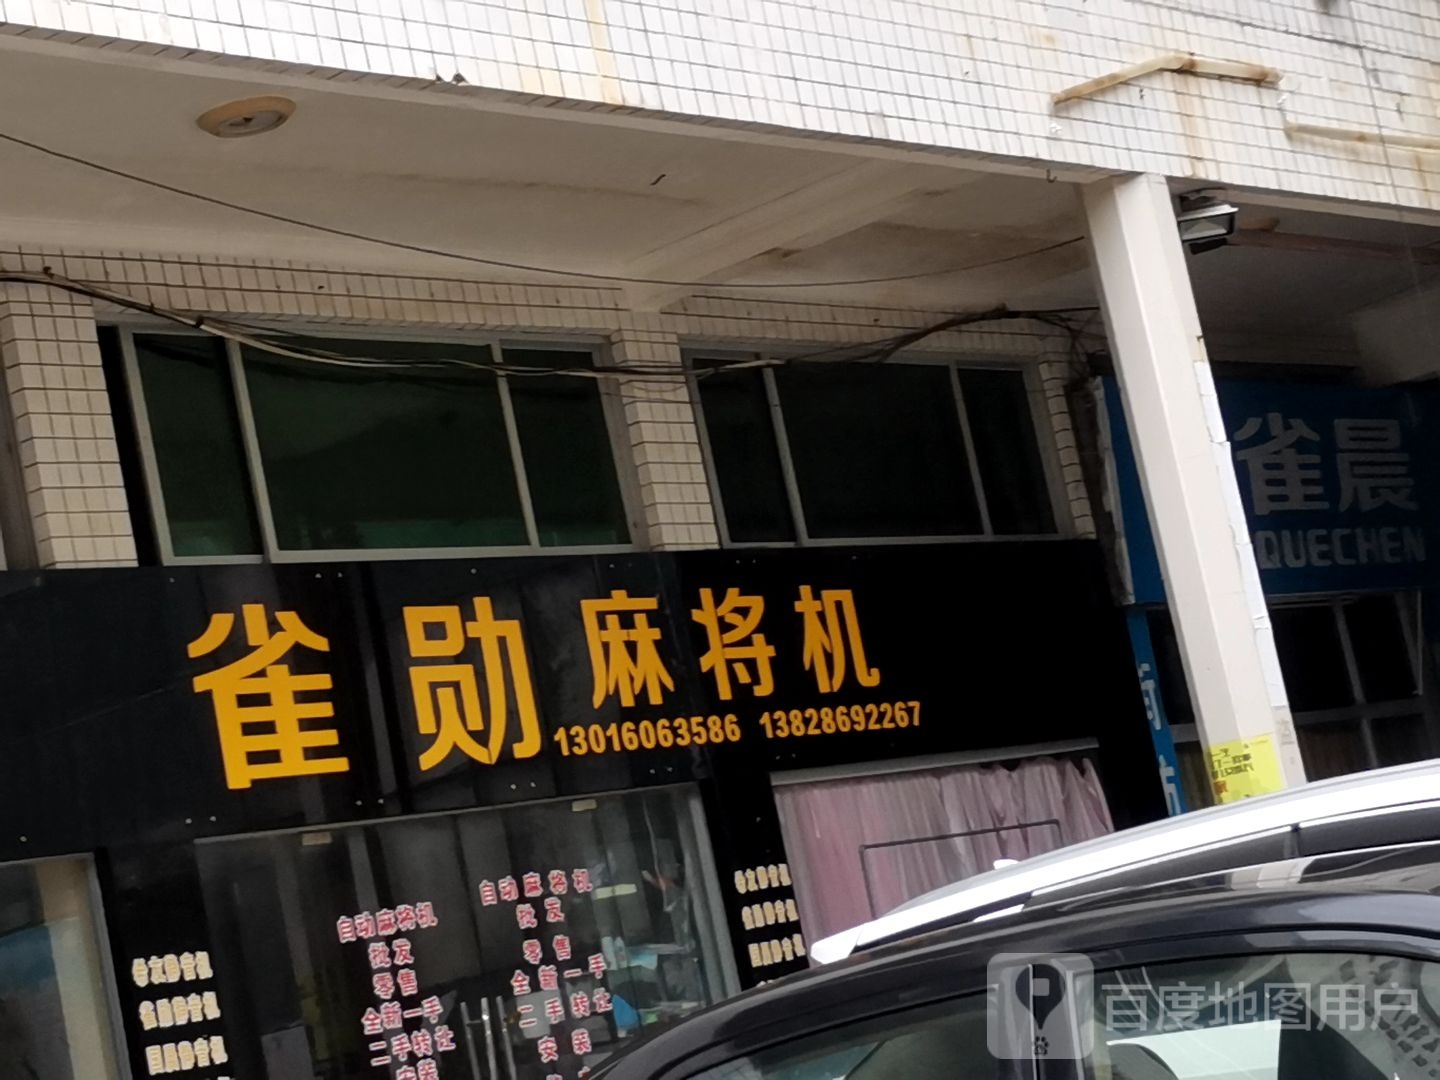 雀勋麻将机
13016063586 13828692267
雀晨
QUECHEN
自动麻将机
批发
零售
全新一手
二手转让
安装
自动麻将机
批发
零售
全新一手
二手转让
安装
百度地图用户